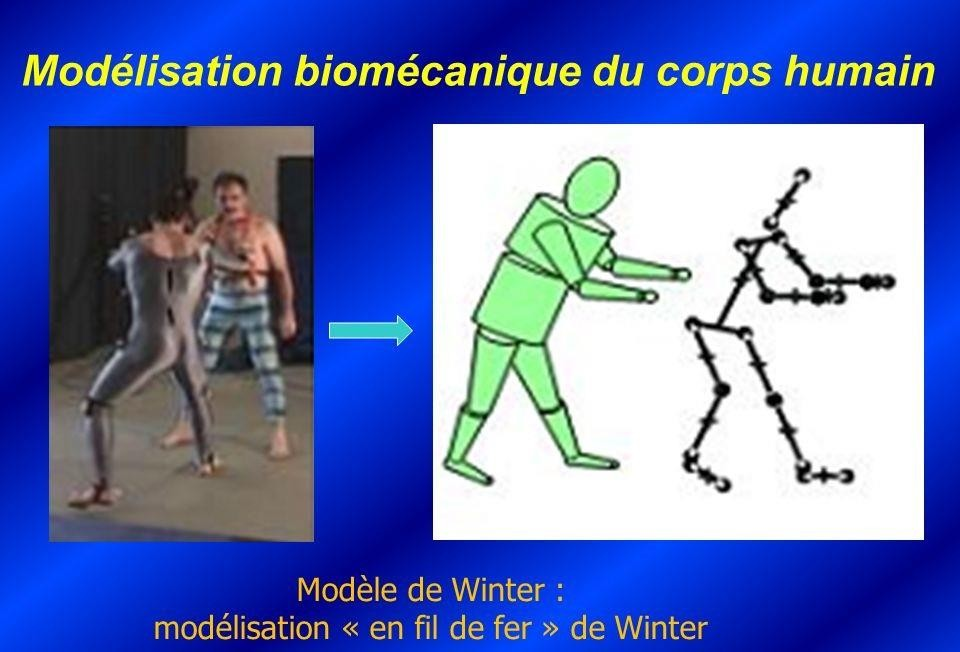 Modélisation biomécanique du corps humain
Modèle de Winter :
modélisation « en fil de fer » de Winter